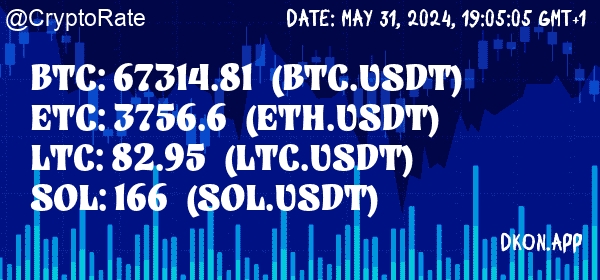 @CryptoRate
DATE: MAY 31, 2024, 19:05:05 GMT+1
BTC: 67314.81 (BTC.USDT)
ETC: 3756.6 (ETH.USDT)
LTC: 82.95 (LTC.USDT)
SOL: 166 (SOL.USDT)
DKON.APP